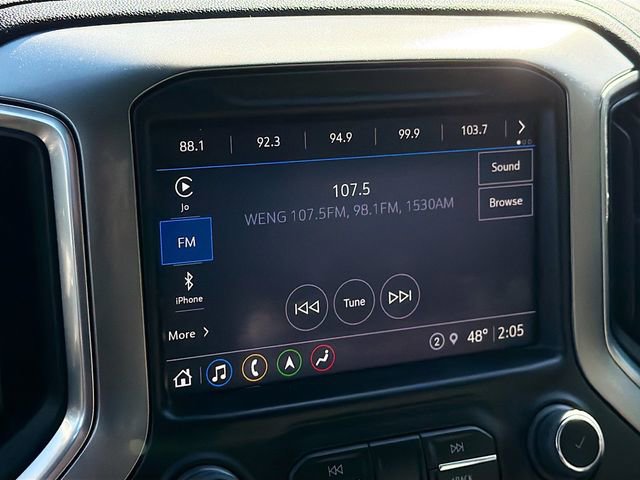 88.1 92.3 94.9 99.9 103.7
Jo
FM
iPhone
More
107.5
WENG 107.5FM, 98.1FM, 1530AM
Sound
Browse
Tune
2 48° 2:05